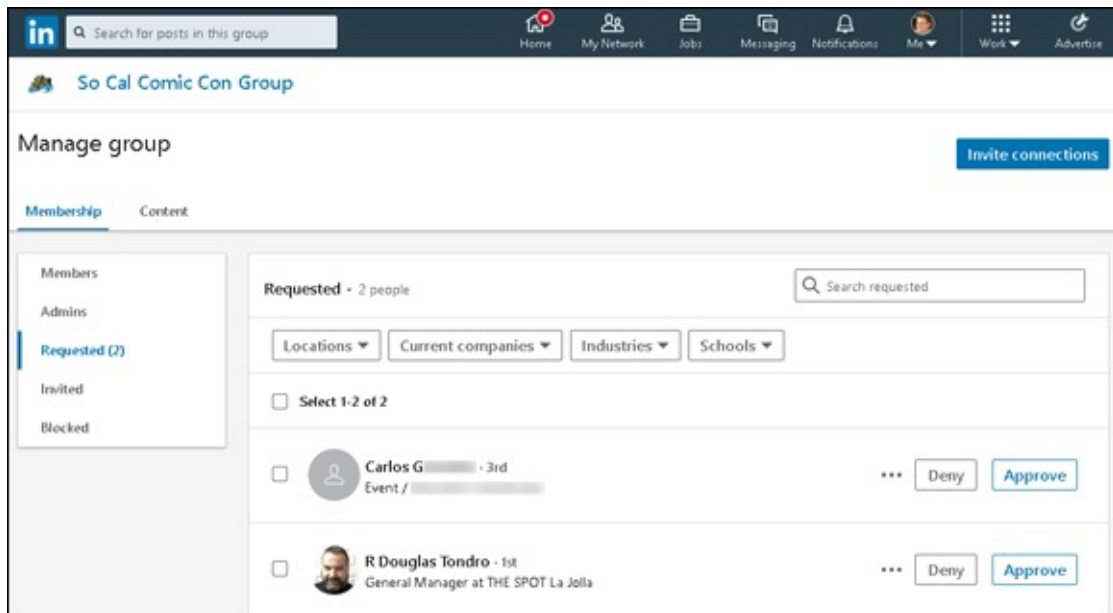 in Search for posts in this group
Home My Network Jobs Messaging Notifications Me Work Advertise
So Cal Comic Con Group
Manage group
Invite connections
Membership Content
Members
Admins
Requested (2)
Invited
Blocked
Requested • 2 people
Search requested
Locations Current companies Industries Schools
Select 1-2 of 2
Carlos G · 3rd
Event /
Deny Approve
R Douglas Tondro · 1st
General Manager at THE SPOT La Jolla
Deny Approve